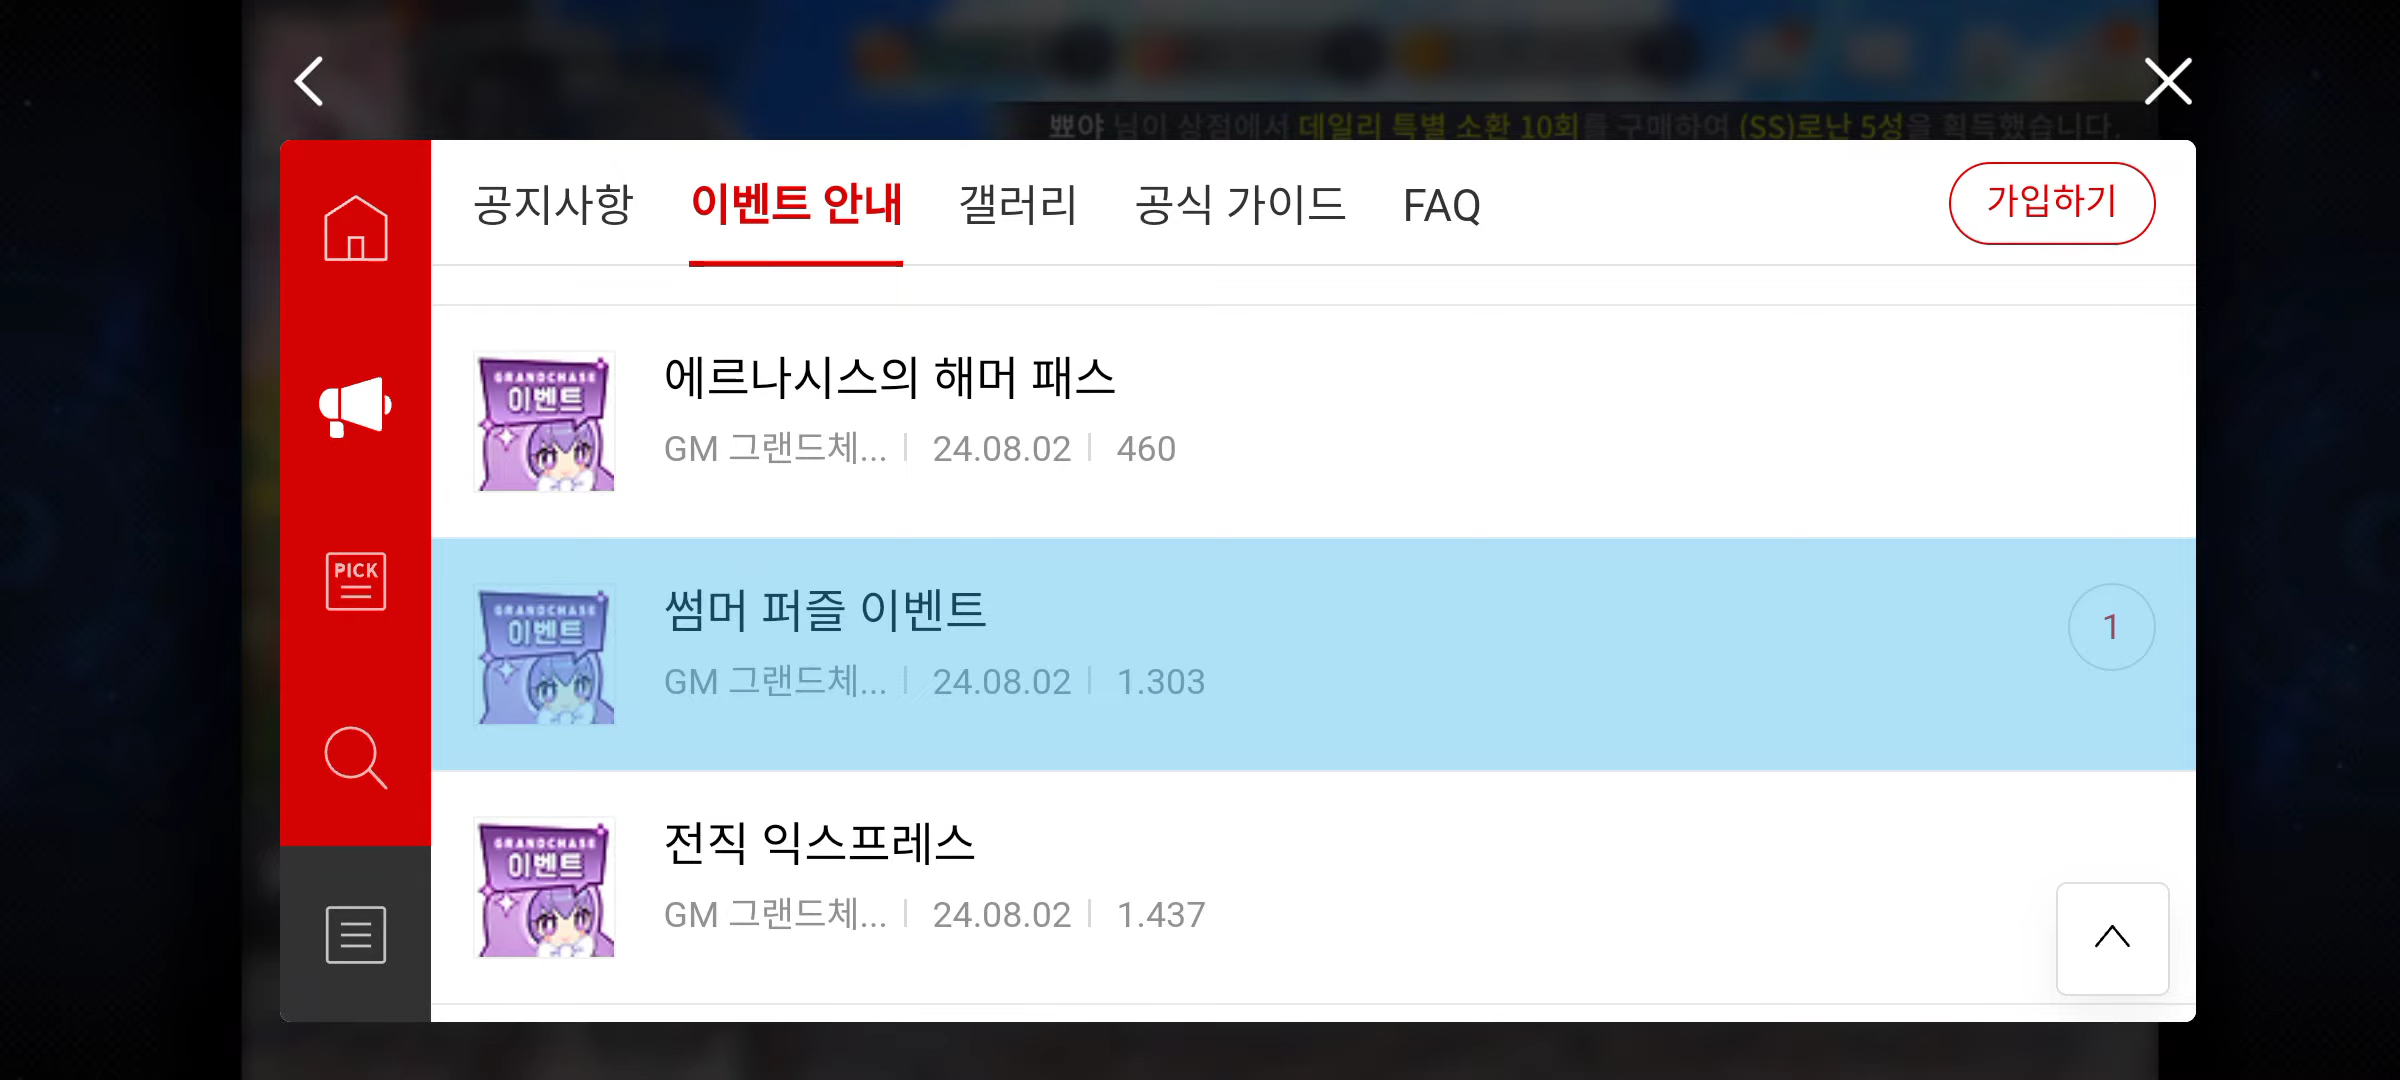 뽀야 님이 상점에서 데일리 특별 소환 10회를 구매하여 (SS)로난 5성을 획득했습니다.
공지사항 이벤트 안내 갤러리 공식 가이드 FAQ 가입하기
GRANDCHASE
이벤트
에르나시스의 해머 패스
GM 그랜드체... 24.08.02 460
PICK
GRANDCHASE
이벤트
썸머 퍼즐 이벤트
GM 그랜드체... 24.08.02 1.303
1
GRANDCHASE
이벤트
전직 익스프레스
GM 그랜드체... 24.08.02 1.437